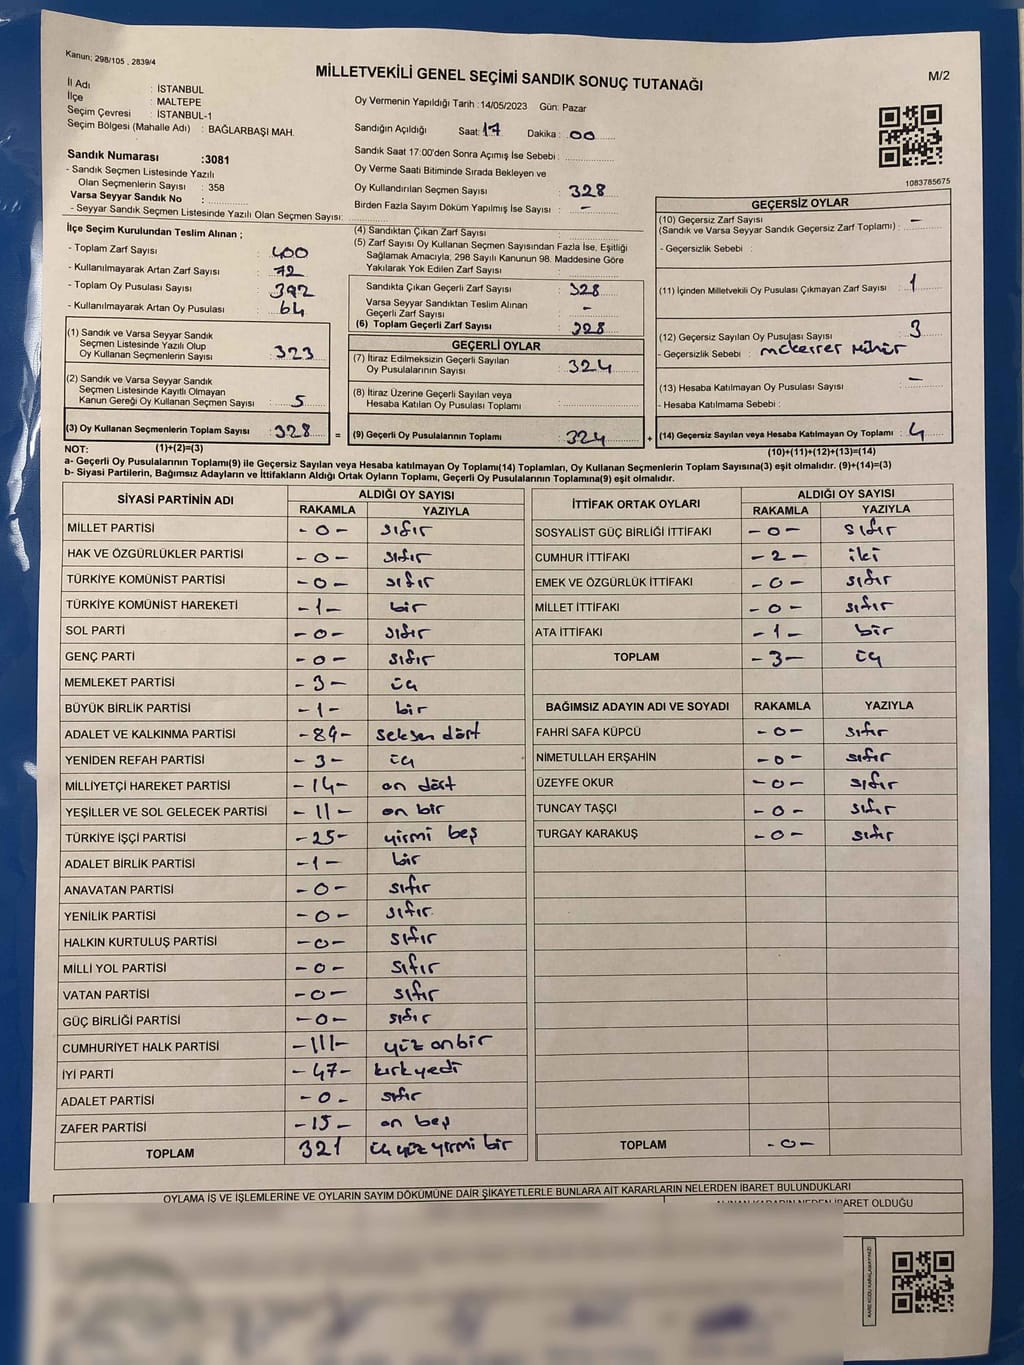 Kanun; 298/105 , 2839/4
MİLLETVEKİLİ GENEL SEÇİMİ SANDIK SONUÇ TUTANAĞI
M/2
İl Adı : İSTANBUL
İlçe : MALTEPE
Seçim Çevresi : İSTANBUL-1
Seçim Bölgesi (Mahalle Adı) : BAĞLARBAŞI MAH.
Oy Vermenin Yapıldığı Tarih :14/05/2023 Gün: Pazar
Sandığın Açıldığı Saat: 17 Dakika : 00
Sandık Saat 17:00'den Sonra Açımış İse Sebebi :
Oy Verme Saati Bitiminde Sırada Bekleyen ve
Oy Kullandırılan Seçmen Sayısı 328
Birden Fazla Sayım Döküm Yapılmış İse Sayısı : –
1083785675
Sandık Numarası :3081
- Sandık Seçmen Listesinde Yazılı
Olan Seçmenlerin Sayısı : 358
Varsa Seyyar Sandık No :
- Seyyar Sandık Seçmen Listesinde Yazılı Olan Seçmen Sayısı:
İlçe Seçim Kurulundan Teslim Alınan ;
- Toplam Zarf Sayısı : 400
- Kullanılmayarak Artan Zarf Sayısı : 72
- Toplam Oy Pusulası Sayısı : 392
- Kullanılmayarak Artan Oy Pusulası : 64
(1) Sandık ve Varsa Seyyar Sandık
Seçmen Listesinde Yazılı Olup
Oy Kullanan Seçmenlerin Sayısı : 323
(2) Sandık ve Varsa Seyyar Sandık
Seçmen Listesinde Kayıtlı Olmayan
Kanun Gereği Oy Kullanan Seçmen Sayısı : 5
(3) Oy Kullanan Seçmenlerin Toplam Sayısı : 328 =
(4) Sandıktan Çıkan Zarf Sayısı :
(5) Zarf Sayısı Oy Kullanan Seçmen Sayısından Fazla İse, Eşitliği
Sağlamak Amacıyla, 298 Sayılı Kanunun 98. Maddesine Göre
Yakılarak Yok Edilen Zarf Sayısı :
Sandıkta Çıkan Geçerli Zarf Sayısı : 328
Varsa Seyyar Sandıktan Teslim Alınan
Geçerli Zarf Sayısı : –
(6) Toplam Geçerli Zarf Sayısı : 328
GEÇERLİ OYLAR
(7) İtiraz Edilmeksizin Geçerli Sayılan
Oy Pusulalarının Sayısı : 324
(8) İtiraz Üzerine Geçerli Sayılan veya
Hesaba Katılan Oy Pusulası Toplamı :
(9) Geçerli Oy Pusulalarının Toplamı : 324 +
GEÇERSİZ OYLAR
(10) Geçersiz Zarf Sayısı –
(Sandık ve Varsa Seyyar Sandık Geçersiz Zarf Toplamı) :
- Geçersizlik Sebebi :
(11) İçinden Milletvekili Oy Pusulası Çıkmayan Zarf Sayısı : 1
(12) Geçersiz Sayılan Oy Pusulası Sayısı : 3
- Geçersizlik Sebebi : mükerrer mühür
(13) Hesaba Katılmayan Oy Pusulası Sayısı : –
- Hesaba Katılmama Sebebi :
(14) Geçersiz Sayılan veya Hesaba Katılmayan Oy Toplamı : 4
NOT: (1)+(2)=(3)
(10)+(11)+(12)+(13)=(14)
a- Geçerli Oy Pusulalarının Toplamı(9) ile Geçersiz Sayılan veya Hesaba katılmayan Oy Toplamı(14) Toplamları, Oy Kullanan Seçmenlerin Toplam Sayısına(3) eşit olmalıdır. (9)+(14)=(3)
b- Siyasi Partilerin, Bağımsız Adayların ve İttifakların Aldığı Ortak Oyların Toplamı, Geçerli Oy Pusulalarının Toplamına(9) eşit olmalıdır.
SİYASİ PARTİNİN ADI ALDIĞI OY SAYISI
RAKAMLA YAZIYLA
MİLLET PARTİSİ -0- sıfır
HAK VE ÖZGÜRLÜKLER PARTİSİ -0- sıfır
TÜRKİYE KOMÜNİST PARTİSİ -0- sıfır
TÜRKİYE KOMÜNİST HAREKETİ -1- bir
SOL PARTİ -0- sıfır
GENÇ PARTİ -0- sıfır
MEMLEKET PARTİSİ -3- üç
BÜYÜK BİRLİK PARTİSİ -1- bir
ADALET VE KALKINMA PARTİSİ -89- seksen dört
YENİDEN REFAH PARTİSİ -3- üç
MİLLİYETÇİ HAREKET PARTİSİ -14- on dört
YEŞİLLER VE SOL GELECEK PARTİSİ -11- on bir
TÜRKİYE İŞÇİ PARTİSİ -25- yirmi beş
ADALET BİRLİK PARTİSİ -1- bir
ANAVATAN PARTİSİ -0- sıfır
YENİLİK PARTİSİ -0- sıfır
HALKIN KURTULUŞ PARTİSİ -0- sıfır
MİLLİ YOL PARTİSİ -0- sıfır
VATAN PARTİSİ -0- sıfır
GÜÇ BİRLİĞİ PARTİSİ -0- sıfır
CUMHURİYET HALK PARTİSİ -111- yüz onbir
İYİ PARTİ -47- kırkyedi
ADALET PARTİSİ -0- sıfır
ZAFER PARTİSİ -15- on beş
TOPLAM 321 üç yüz yirmi bir
İTTİFAK ORTAK OYLARI ALDIĞI OY SAYISI
RAKAMLA YAZIYLA
SOSYALİST GÜÇ BİRLİĞİ İTTİFAKI -0- sıfır
CUMHUR İTTİFAKI -2- iki
EMEK VE ÖZGÜRLÜK İTTİFAKI -0- sıfır
MİLLET İTTİFAKI -0- sıfır
ATA İTTİFAKI -1- bir
TOPLAM -3- üç
BAĞIMSIZ ADAYIN ADI VE SOYADI RAKAMLA YAZIYLA
FAHRİ SAFA KÜPCÜ -0- sıfır
NİMETULLAH ERŞAHİN -0- sıfır
ÜZEYFE OKUR -0- sıfır
TUNCAY TAŞÇI -0- sıfır
TURGAY KARAKUŞ -0- sıfır
TOPLAM -0-
OYLAMA İŞ VE İŞLEMLERİNE VE OYLARIN SAYIM DÖKÜMÜNE DAİR ŞİKAYETLERLE BUNLARA AİT KARARLARIN NELERDEN İBARET BULUNDUKLARI
ALINAN KARARIN NEDEN İBARET OLDUĞU